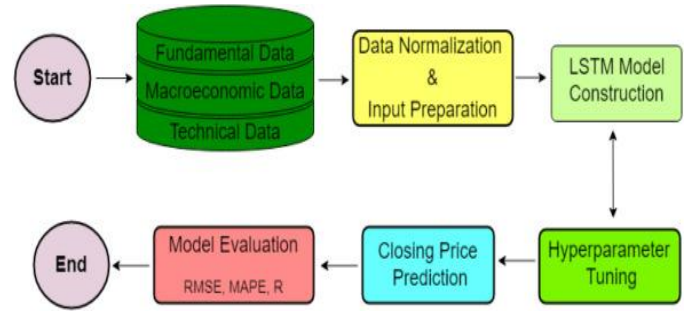 Start
Fundamental Data
Macroeconomic Data
Technical Data
Data Normalization
&
Input Preparation
LSTM Model
Construction
Hyperparameter
Tuning
Closing Price
Prediction
Model Evaluation
RMSE, MAPE, R
End